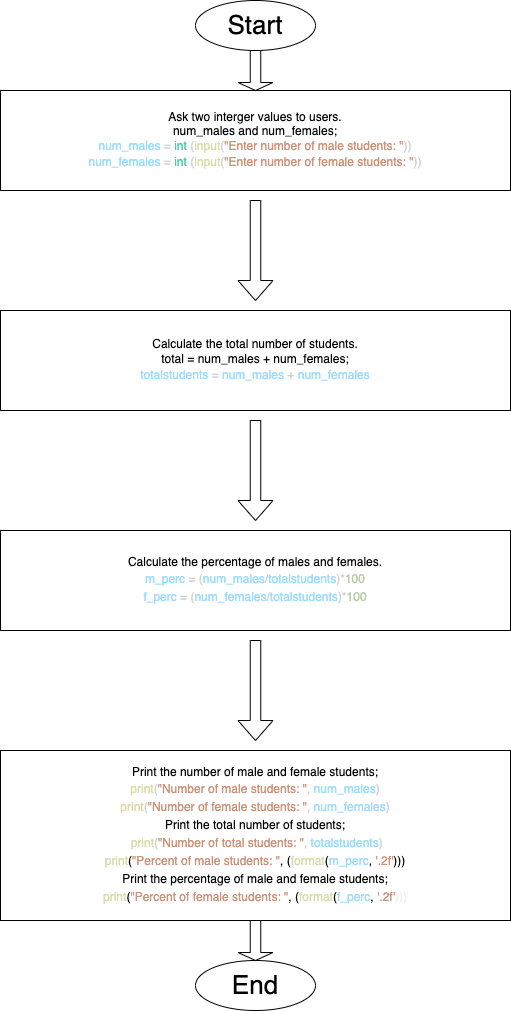 Start
Ask two interger values to users.
num_males and num_females;
num_males = int (input("Enter number of male students: "))
num_females = int (input("Enter number of female students: "))
Calculate the total number of students.
total = num_males + num_females;
totalstudents = num_males + num_females
Calculate the percentage of males and females.
m_perc = (num_males/totalstudents)*100
f_perc = (num_females/totalstudents)*100
Print the number of male and female students;
print("Number of male students: ", num_males)
print("Number of female students: ", num_females)
Print the total number of students;
print("Number of total students: ", totalstudents)
print("Percent of male students: ", (format(m_perc, '.2f')))
Print the percentage of male and female students;
print("Percent of female students: ", (format(f_perc, '.2f')))
End